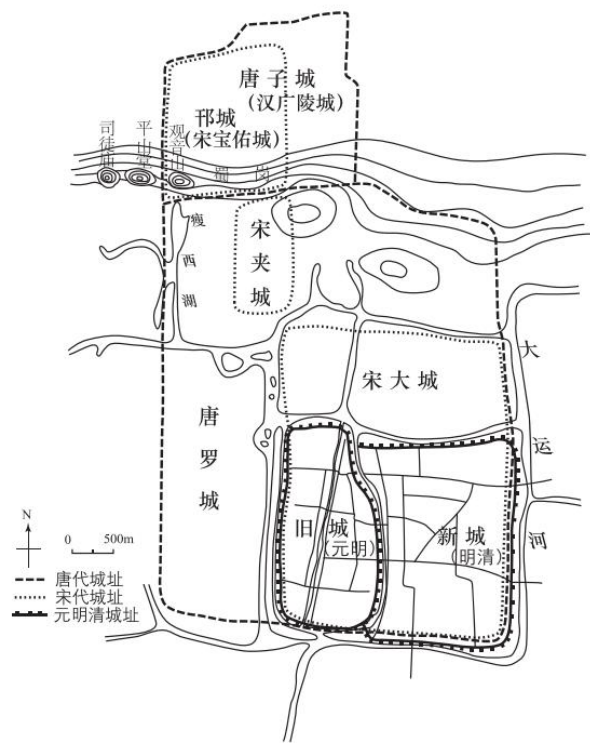 唐子城
（汉广陵城）
邗城
（宋宝佑城）
司徒庙
平山堂
观音山
蜀岗
宋夹城
瘦西湖
宋大城
唐罗城
大运河
旧城
（元明）
新城
（明清）
N
0 500m
唐代城址
宋代城址
元明清城址